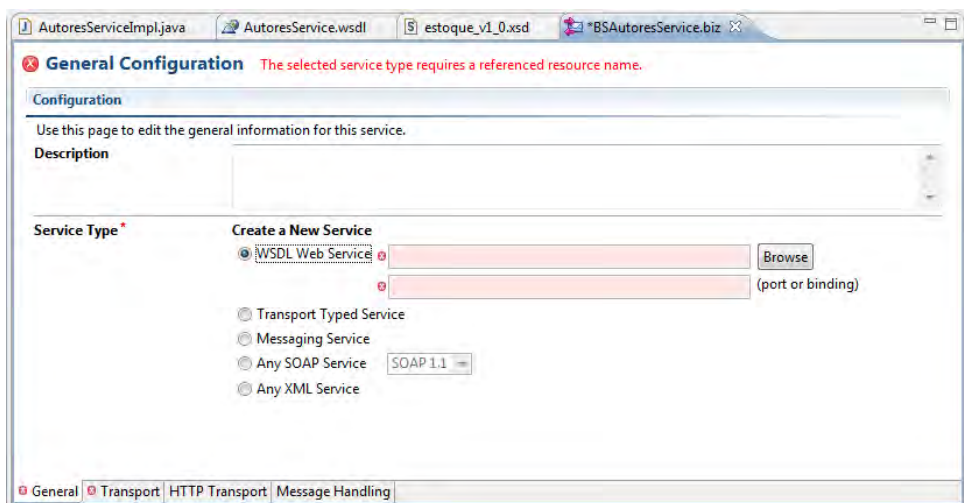 AutoresServiceImpl.java AutoresService.wsdl estoque_v1_0.xsd *BSAutoresService.biz
General Configuration The selected service type requires a referenced resource name.
Configuration
Use this page to edit the general information for this service.
Description
Service Type* Create a New Service
WSDL Web Service Browse
(port or binding)
Transport Typed Service
Messaging Service
Any SOAP Service SOAP 1.1
Any XML Service
General Transport HTTP Transport Message Handling